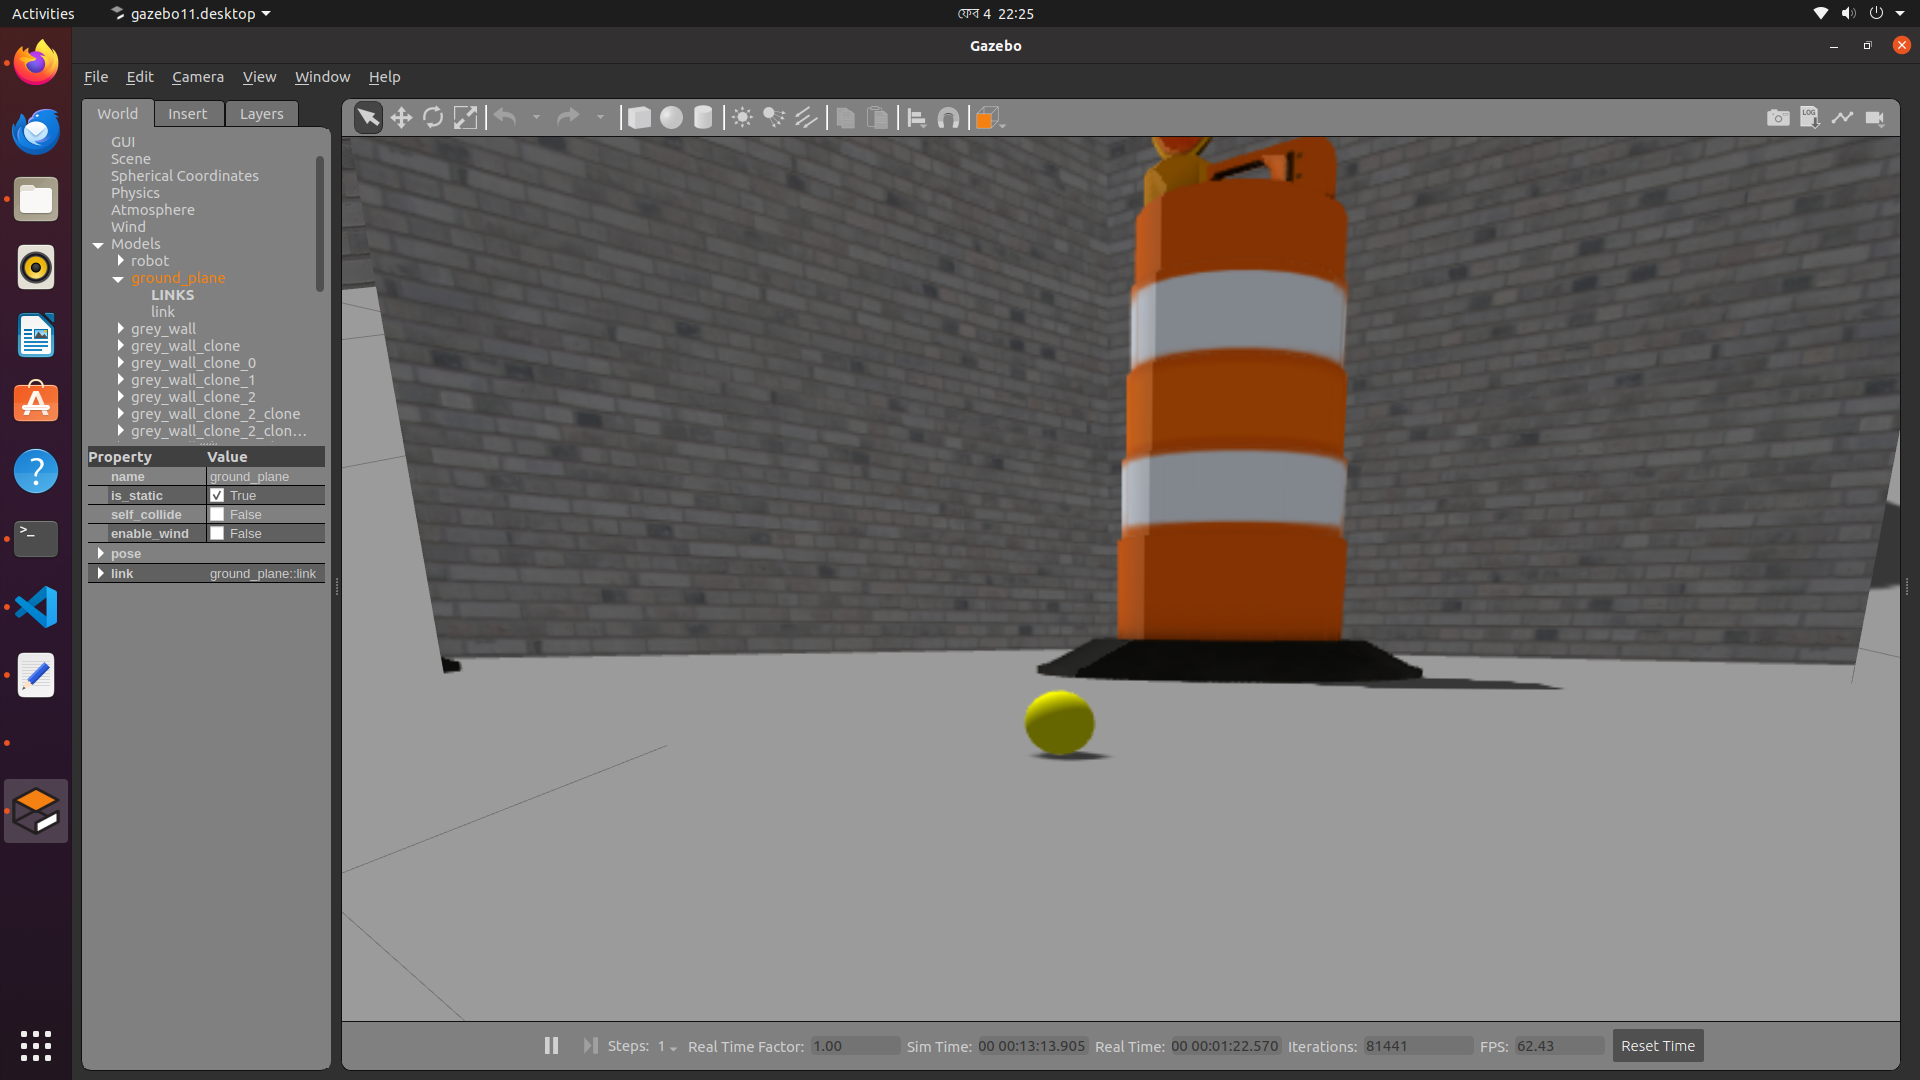 Activities
gazebo11.desktop
ফেব 4 22:25
Gazebo
File Edit Camera View Window Help
World Insert Layers
GUI
Scene
Spherical Coordinates
Physics
Atmosphere
Wind
Models
robot
ground_plane
LINKS
link
grey_wall
grey_wall_clone
grey_wall_clone_0
grey_wall_clone_1
grey_wall_clone_2
grey_wall_clone_2_clone
grey_wall_clone_2_clon...
Property Value
name ground_plane
is_static True
self_collide False
enable_wind False
pose
link ground_plane::link
LOG
Steps: 1 Real Time Factor: 1.00 Sim Time: 00 00:13:13.905 Real Time: 00 00:01:22.570 Iterations: 81441 FPS: 62.43 Reset Time